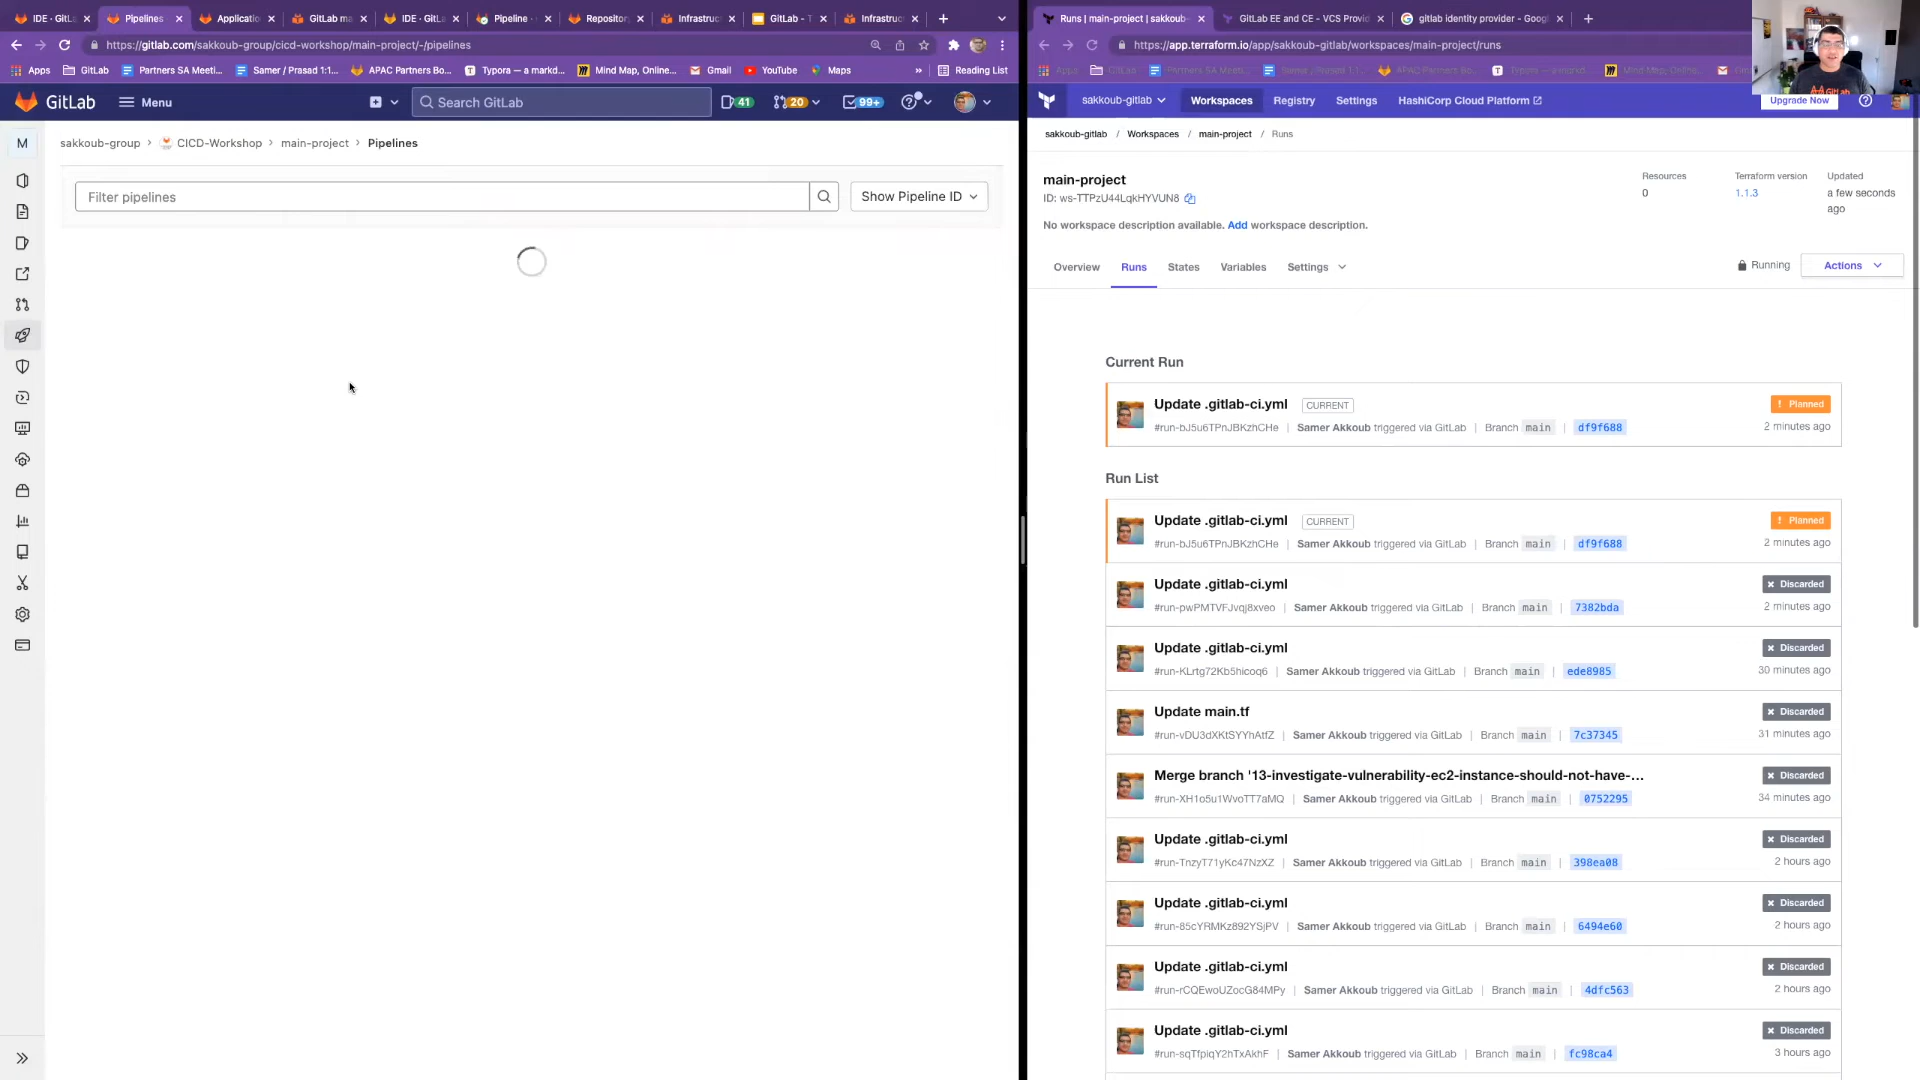 IDE · GitL
Pipelines
Applicatio
GitLab ma
IDE · GitLa
Pipeline ·
Repository
Infrastruc
GitLab - T
Infrastruc
https://gitlab.com/sakkoub-group/cicd-workshop/main-project/-/pipelines
Apps
GitLab
Partners SA Meeti...
Samer / Prasad 1:1...
APAC Partners Bo...
Typora — a markd...
Mind Map, Online...
Gmail
YouTube
Maps
»
Reading List
GitLab
Menu
Search GitLab
41
20
99+
M
sakkoub-group › CICD-Workshop › main-project › Pipelines
Filter pipelines
Show Pipeline ID
Runs | main-project | sakkoub-
GitLab EE and CE - VCS Provid
gitlab identity provider - Goog
https://app.terraform.io/app/sakkoub-gitlab/workspaces/main-project/runs
sakkoub-gitlab
Workspaces
Registry
Settings
HashiCorp Cloud Platform
Upgrade Now
sakkoub-gitlab / Workspaces / main-project / Runs
main-project
ID: ws-TTPzU44LqkHYVUN8
No workspace description available. Add workspace description.
Resources
0
Terraform version
1.1.3
Updated
a few seconds
ago
Overview
Runs
States
Variables
Settings
Running
Actions
Current Run
Update .gitlab-ci.yml CURRENT
! Planned
#run-bJ5u6TPnJBKzhCHe | Samer Akkoub triggered via GitLab | Branch main | df9f688
2 minutes ago
Run List
Update .gitlab-ci.yml CURRENT
! Planned
#run-bJ5u6TPnJBKzhCHe | Samer Akkoub triggered via GitLab | Branch main | df9f688
2 minutes ago
Update .gitlab-ci.yml
× Discarded
#run-pwPMTVFJvqj8xveo | Samer Akkoub triggered via GitLab | Branch main | 7382bda
2 minutes ago
Update .gitlab-ci.yml
× Discarded
#run-KLrtg72Kb5hicoq6 | Samer Akkoub triggered via GitLab | Branch main | ede8985
30 minutes ago
Update main.tf
× Discarded
#run-vDU3dXKtSYYhAtfZ | Samer Akkoub triggered via GitLab | Branch main | 7c37345
31 minutes ago
Merge branch '13-investigate-vulnerability-ec2-instance-should-not-have-...
× Discarded
#run-XH1o5u1WvoTT7aMQ | Samer Akkoub triggered via GitLab | Branch main | 0752295
34 minutes ago
Update .gitlab-ci.yml
× Discarded
#run-TnzyT71yKc47NzXZ | Samer Akkoub triggered via GitLab | Branch main | 398ea08
2 hours ago
Update .gitlab-ci.yml
× Discarded
#run-85cYRMKz892YSjPV | Samer Akkoub triggered via GitLab | Branch main | 6494e60
2 hours ago
Update .gitlab-ci.yml
× Discarded
#run-rCQEwoUZocG84MPy | Samer Akkoub triggered via GitLab | Branch main | 4dfc563
2 hours ago
Update .gitlab-ci.yml
× Discarded
#run-sqTfpiqY2hTxAkhF | Samer Akkoub triggered via GitLab | Branch main | fc98ca4
3 hours ago